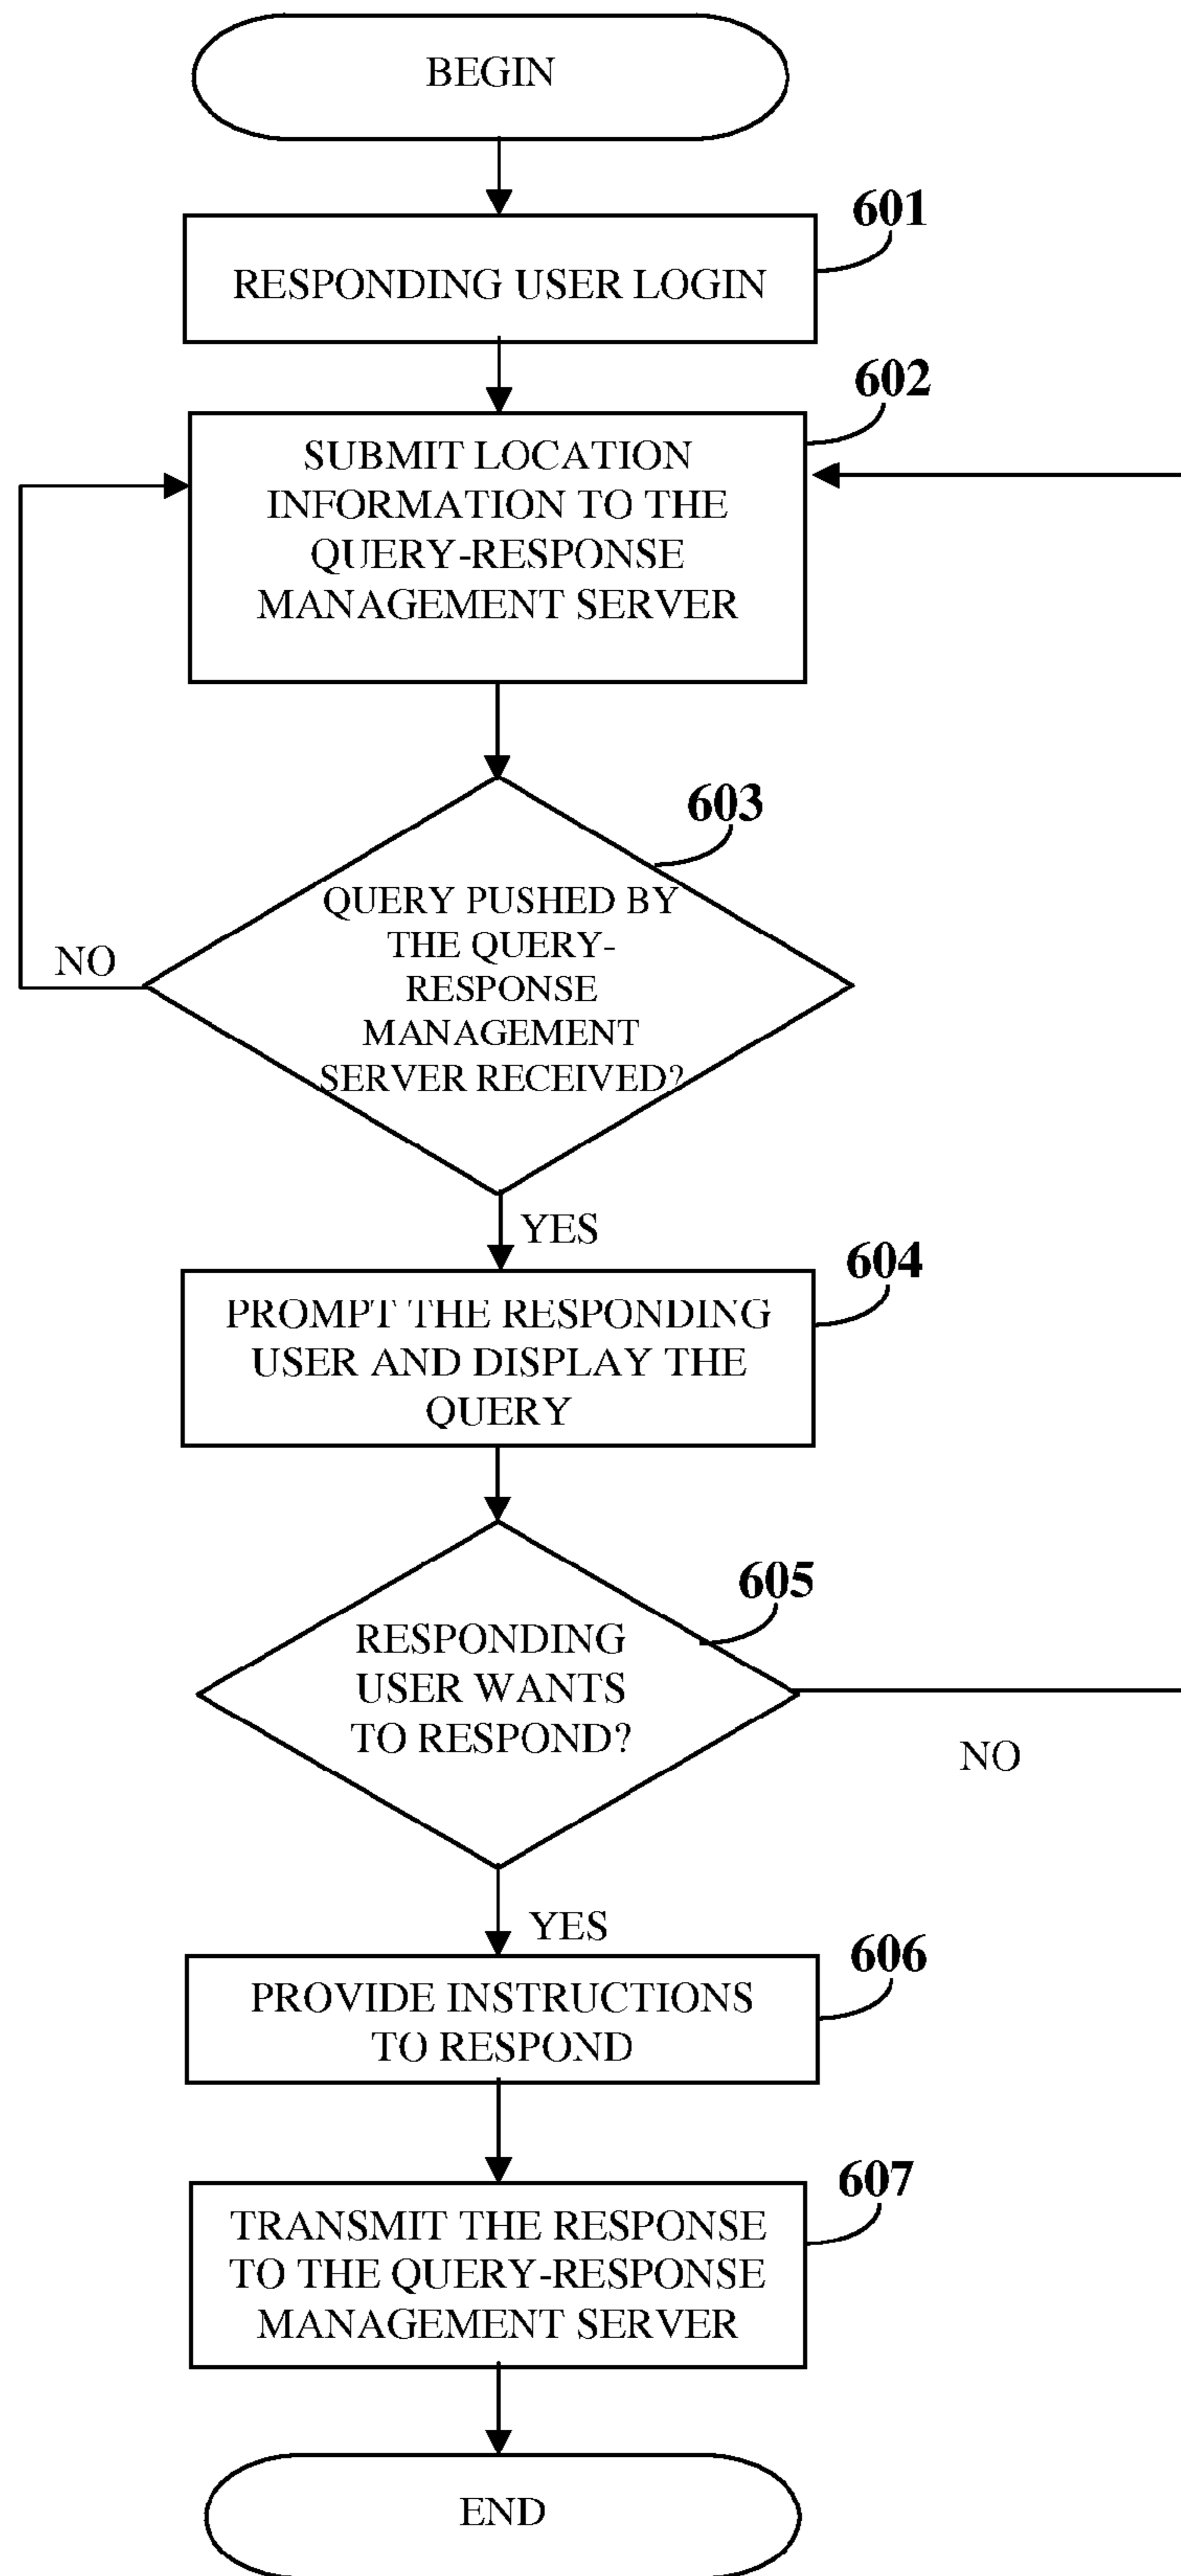 BEGIN
601
RESPONDING USER LOGIN
602
SUBMIT LOCATION
INFORMATION TO THE
QUERY-RESPONSE
MANAGEMENT SERVER
603
QUERY PUSHED BY
THE QUERY-
RESPONSE
MANAGEMENT
SERVER RECEIVED?
NO
YES
604
PROMPT THE RESPONDING
USER AND DISPLAY THE
QUERY
605
RESPONDING
USER WANTS
TO RESPOND?
NO
YES
606
PROVIDE INSTRUCTIONS
TO RESPOND
607
TRANSMIT THE RESPONSE
TO THE QUERY-RESPONSE
MANAGEMENT SERVER
END